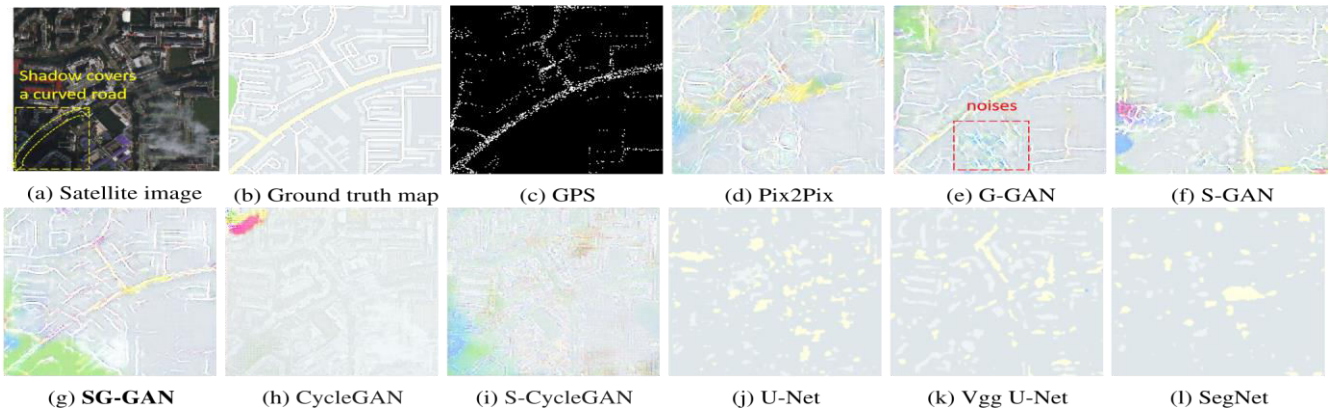 Shadow covers
a curved road
noises
(a) Satellite image
(b) Ground truth map
(c) GPS
(d) Pix2Pix
(e) G-GAN
(f) S-GAN
(g) SG-GAN
(h) CycleGAN
(i) S-CycleGAN
(j) U-Net
(k) Vgg U-Net
(l) SegNet